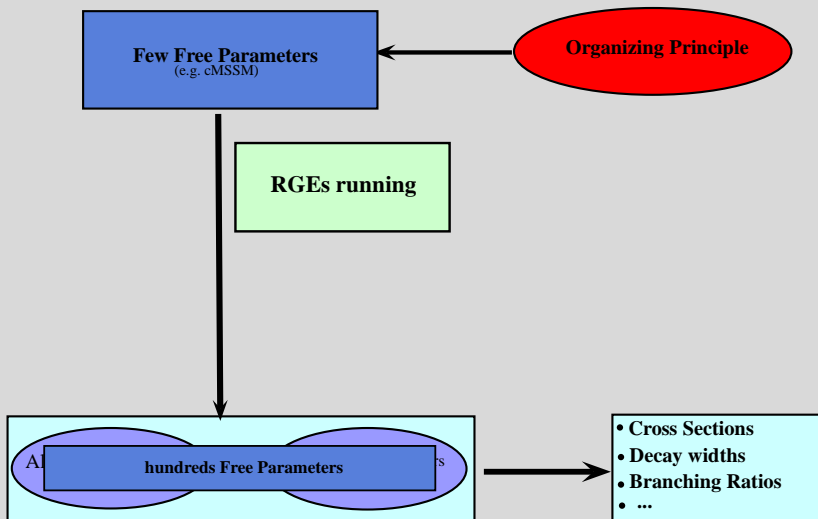 Organizing Principle
Few Free Parameters
(e.g. cMSSM)
RGEs running
hundreds Free Parameters
• Cross Sections
• Decay widths
• Branching Ratios
• ...